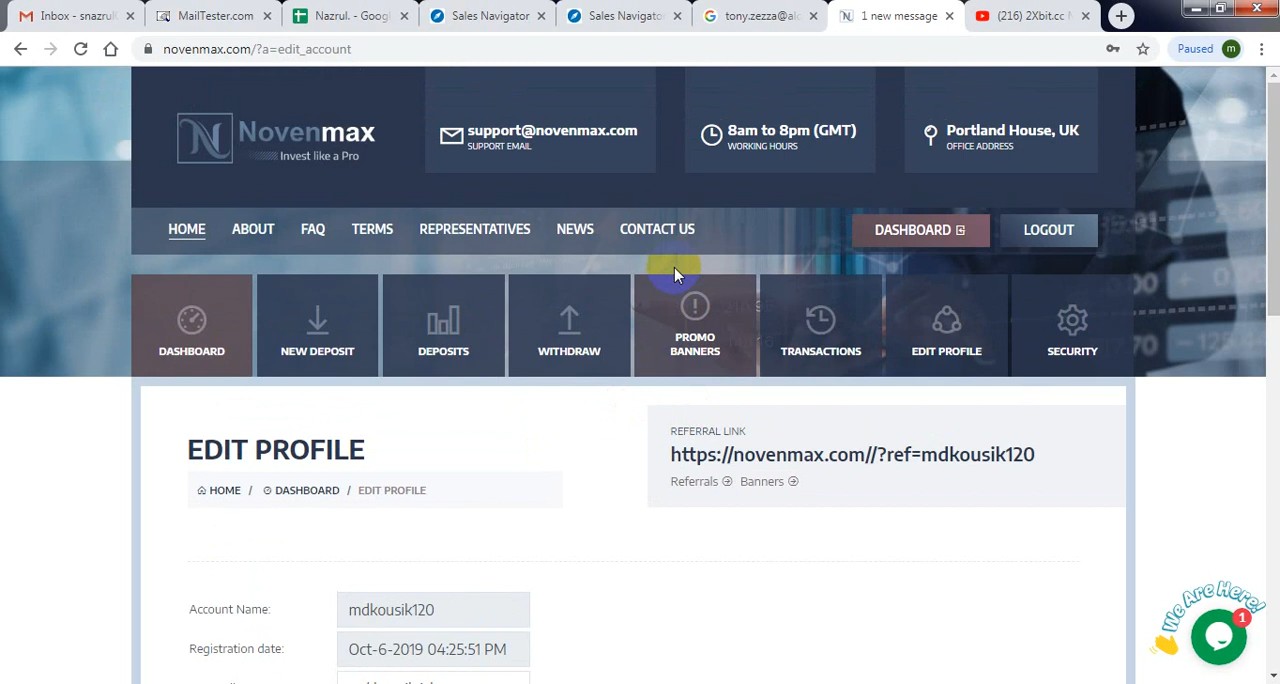 Inbox - snazruk
MailTester.com
Nazrul. - Googl
Sales Navigator
Sales Navigato
tony.zezza@alc
1 new message
(216) 2Xbit.cc
novenmax.com/?a=edit_account
Paused
m
N
Novenmax
Invest like a Pro
support@novenmax.com
SUPPORT EMAIL
8am to 8pm (GMT)
WORKING HOURS
Portland House, UK
OFFICE ADDRESS
HOME
ABOUT
FAQ
TERMS
REPRESENTATIVES
NEWS
CONTACT US
DASHBOARD
LOGOUT
DASHBOARD
NEW DEPOSIT
DEPOSITS
WITHDRAW
PROMO
BANNERS
TRANSACTIONS
EDIT PROFILE
SECURITY
EDIT PROFILE
HOME / DASHBOARD / EDIT PROFILE
REFERRAL LINK
https://novenmax.com//?ref=mdkousik120
Referrals
Banners
Account Name: mdkousik120
Registration date: Oct-6-2019 04:25:51 PM
We Are Here!
1